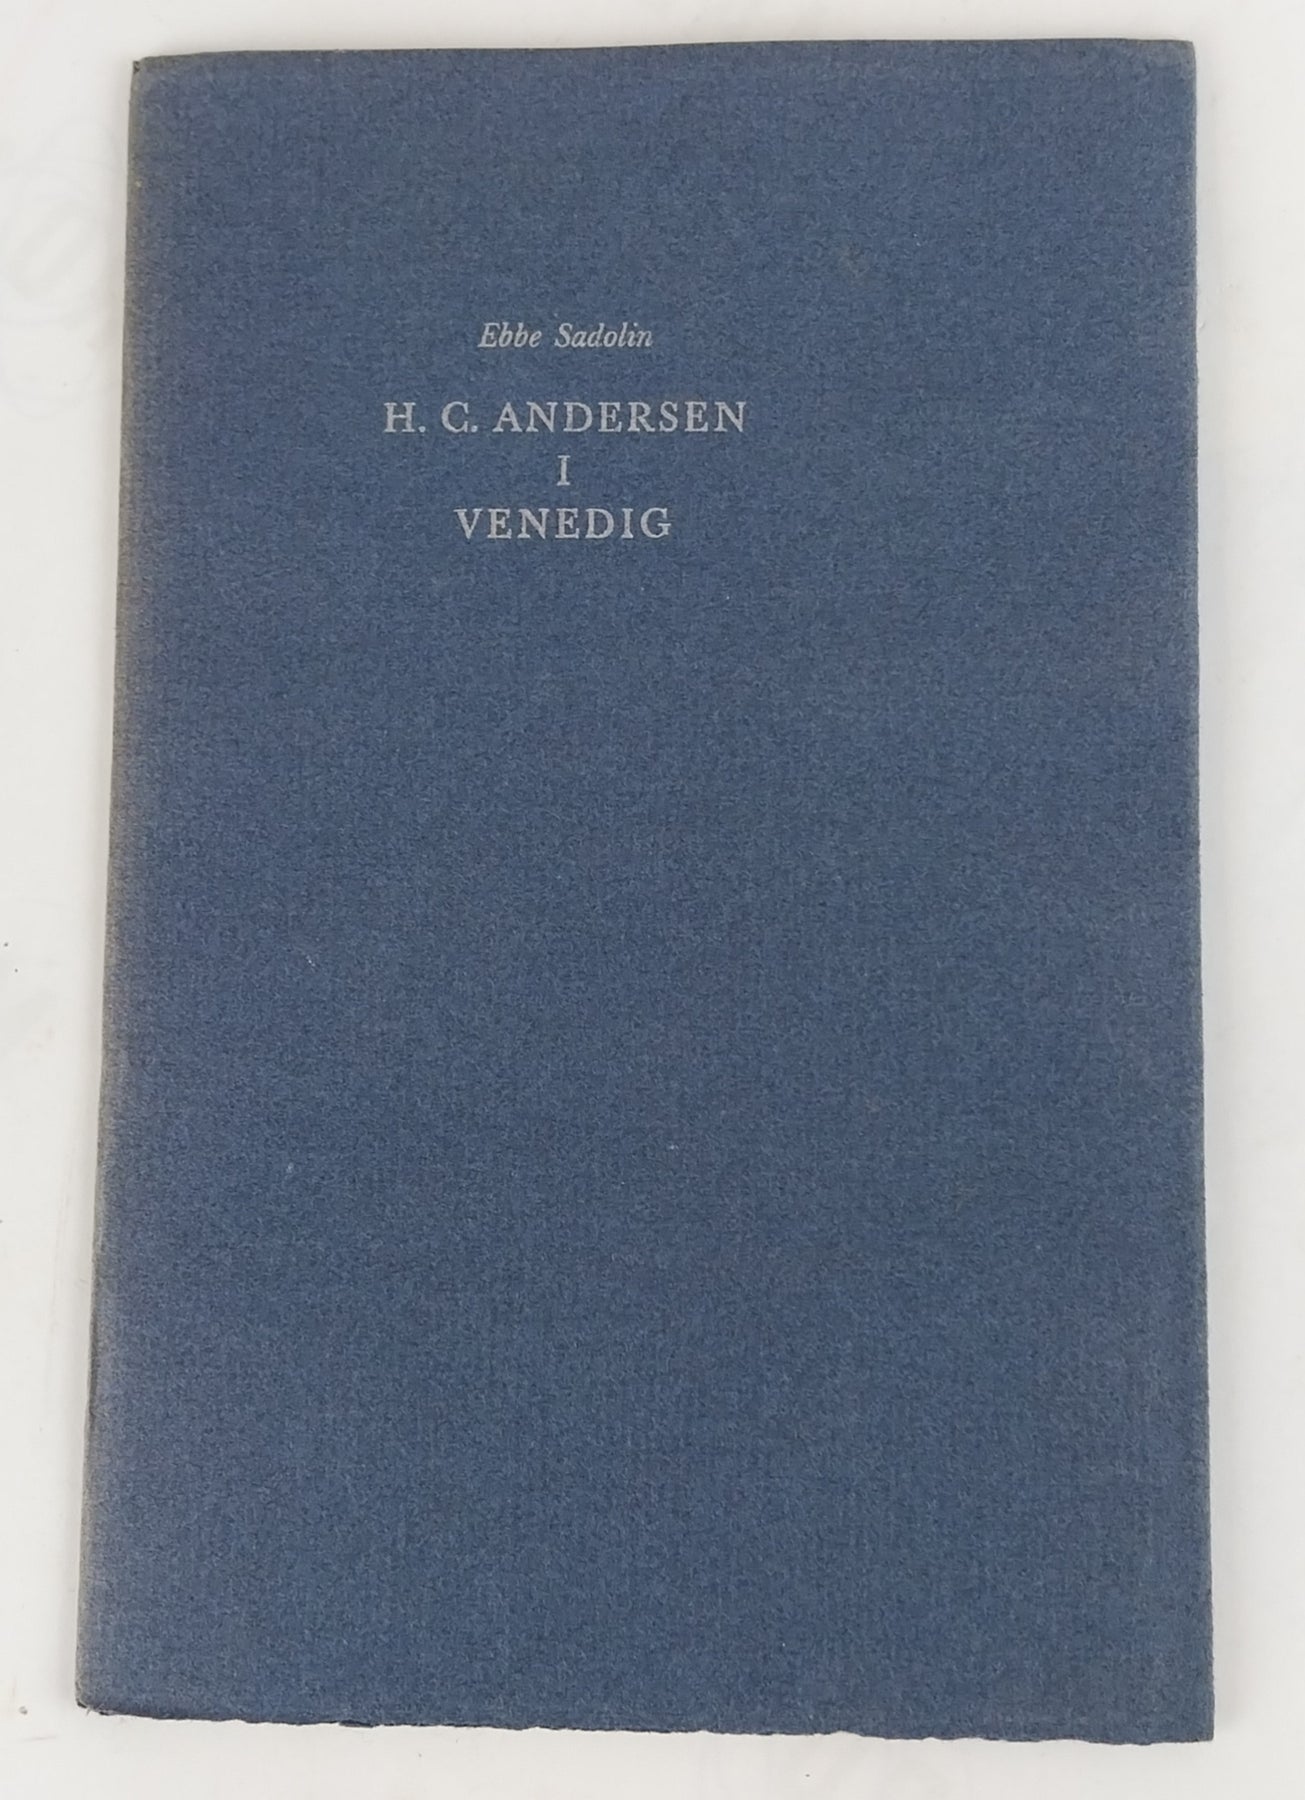 Ebbe Sadolin
H. C. ANDERSEN
I
VENEDIG